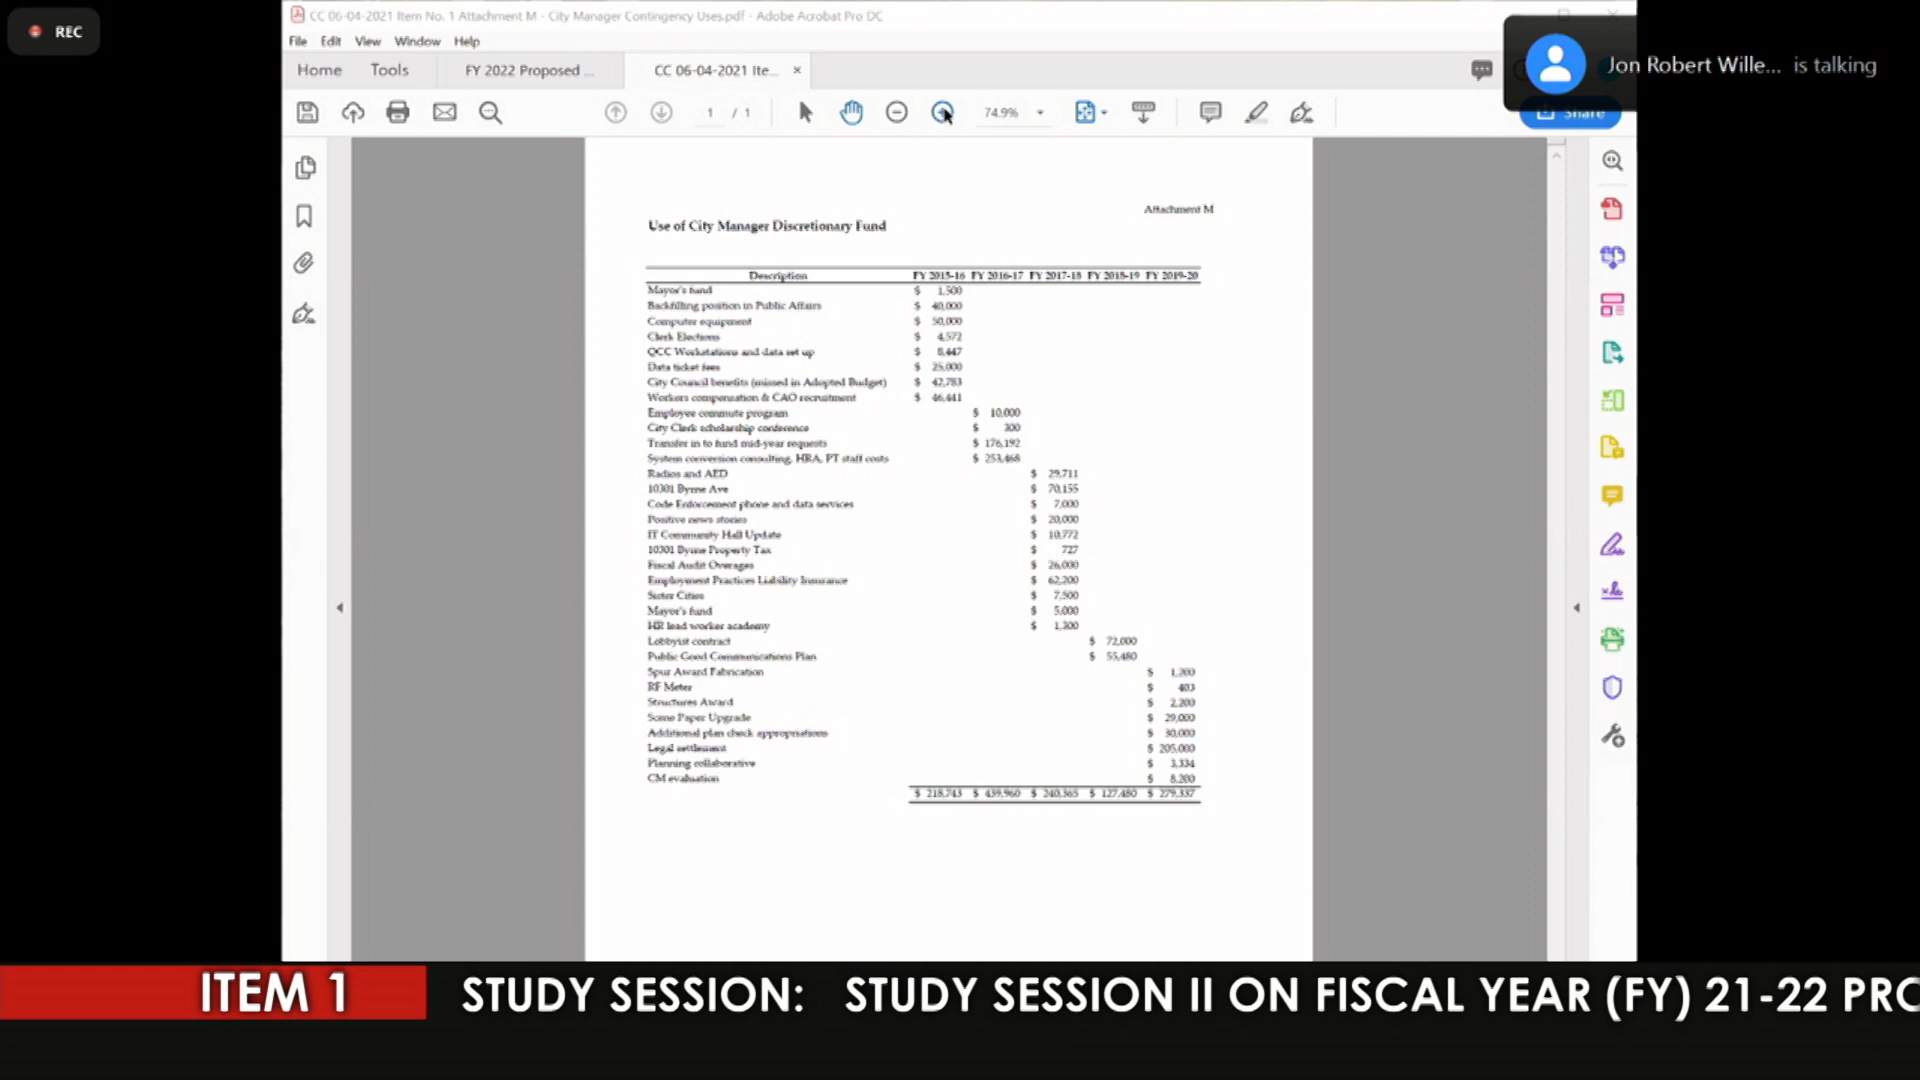 REC
CC 06-04-2021 Item No. 1 Attachment M - City Manager Contingency Uses.pdf - Adobe Acrobat Pro DC
File Edit View Window Help
Home Tools FY 2022 Proposed ... CC 06-04-2021 Ite... ×
Jon Robert Wille... is talking
1 / 1 74.9% Share
Attachment M
Use of City Manager Discretionary Fund
Description FY 2015-16 FY 2016-17 FY 2017-18 FY 2018-19 FY 2019-20
Mayor's fund $ 1,500
Backfilling position in Public Affairs $ 40,000
Computer equipment $ 50,000
Clerk Elections $ 4,572
QCC Workstations and data set up $ 8,447
Data ticket fees $ 25,000
City Council benefits (missed in Adopted Budget) $ 42,783
Workers compensation & CAO recruitment $ 46,441
Employee commute program $ 10,000
City Clerk scholarship conference $ 300
Transfer in to fund mid-year requests $ 176,192
System conversion consulting, HRA, PT staff costs $ 253,468
Radios and AED $ 29,711
10301 Byrne Ave $ 70,155
Code Enforcement phone and data services $ 7,000
Positive news stories $ 20,000
IT Community Hall Update $ 10,772
10301 Byrne Property Tax $ 727
Fiscal Audit Overages $ 26,000
Employment Practices Liability Insurance $ 62,200
Sister Cities $ 7,500
Mayor's fund $ 5,000
HR lead worker academy $ 1,300
Lobbyist contract $ 72,000
Public Good Communications Plan $ 55,480
Spur Award Fabrication $ 1,200
RF Meter $ 403
Structures Award $ 2,200
Scene Paper Upgrade $ 29,000
Additional plan check appropriations $ 30,000
Legal settlement $ 205,000
Planning collaborative $ 3,334
CM evaluation $ 8,200
$ 218,743 $ 439,960 $ 240,365 $ 127,480 $ 279,337
ITEM 1 STUDY SESSION: STUDY SESSION II ON FISCAL YEAR (FY) 21-22 PRO